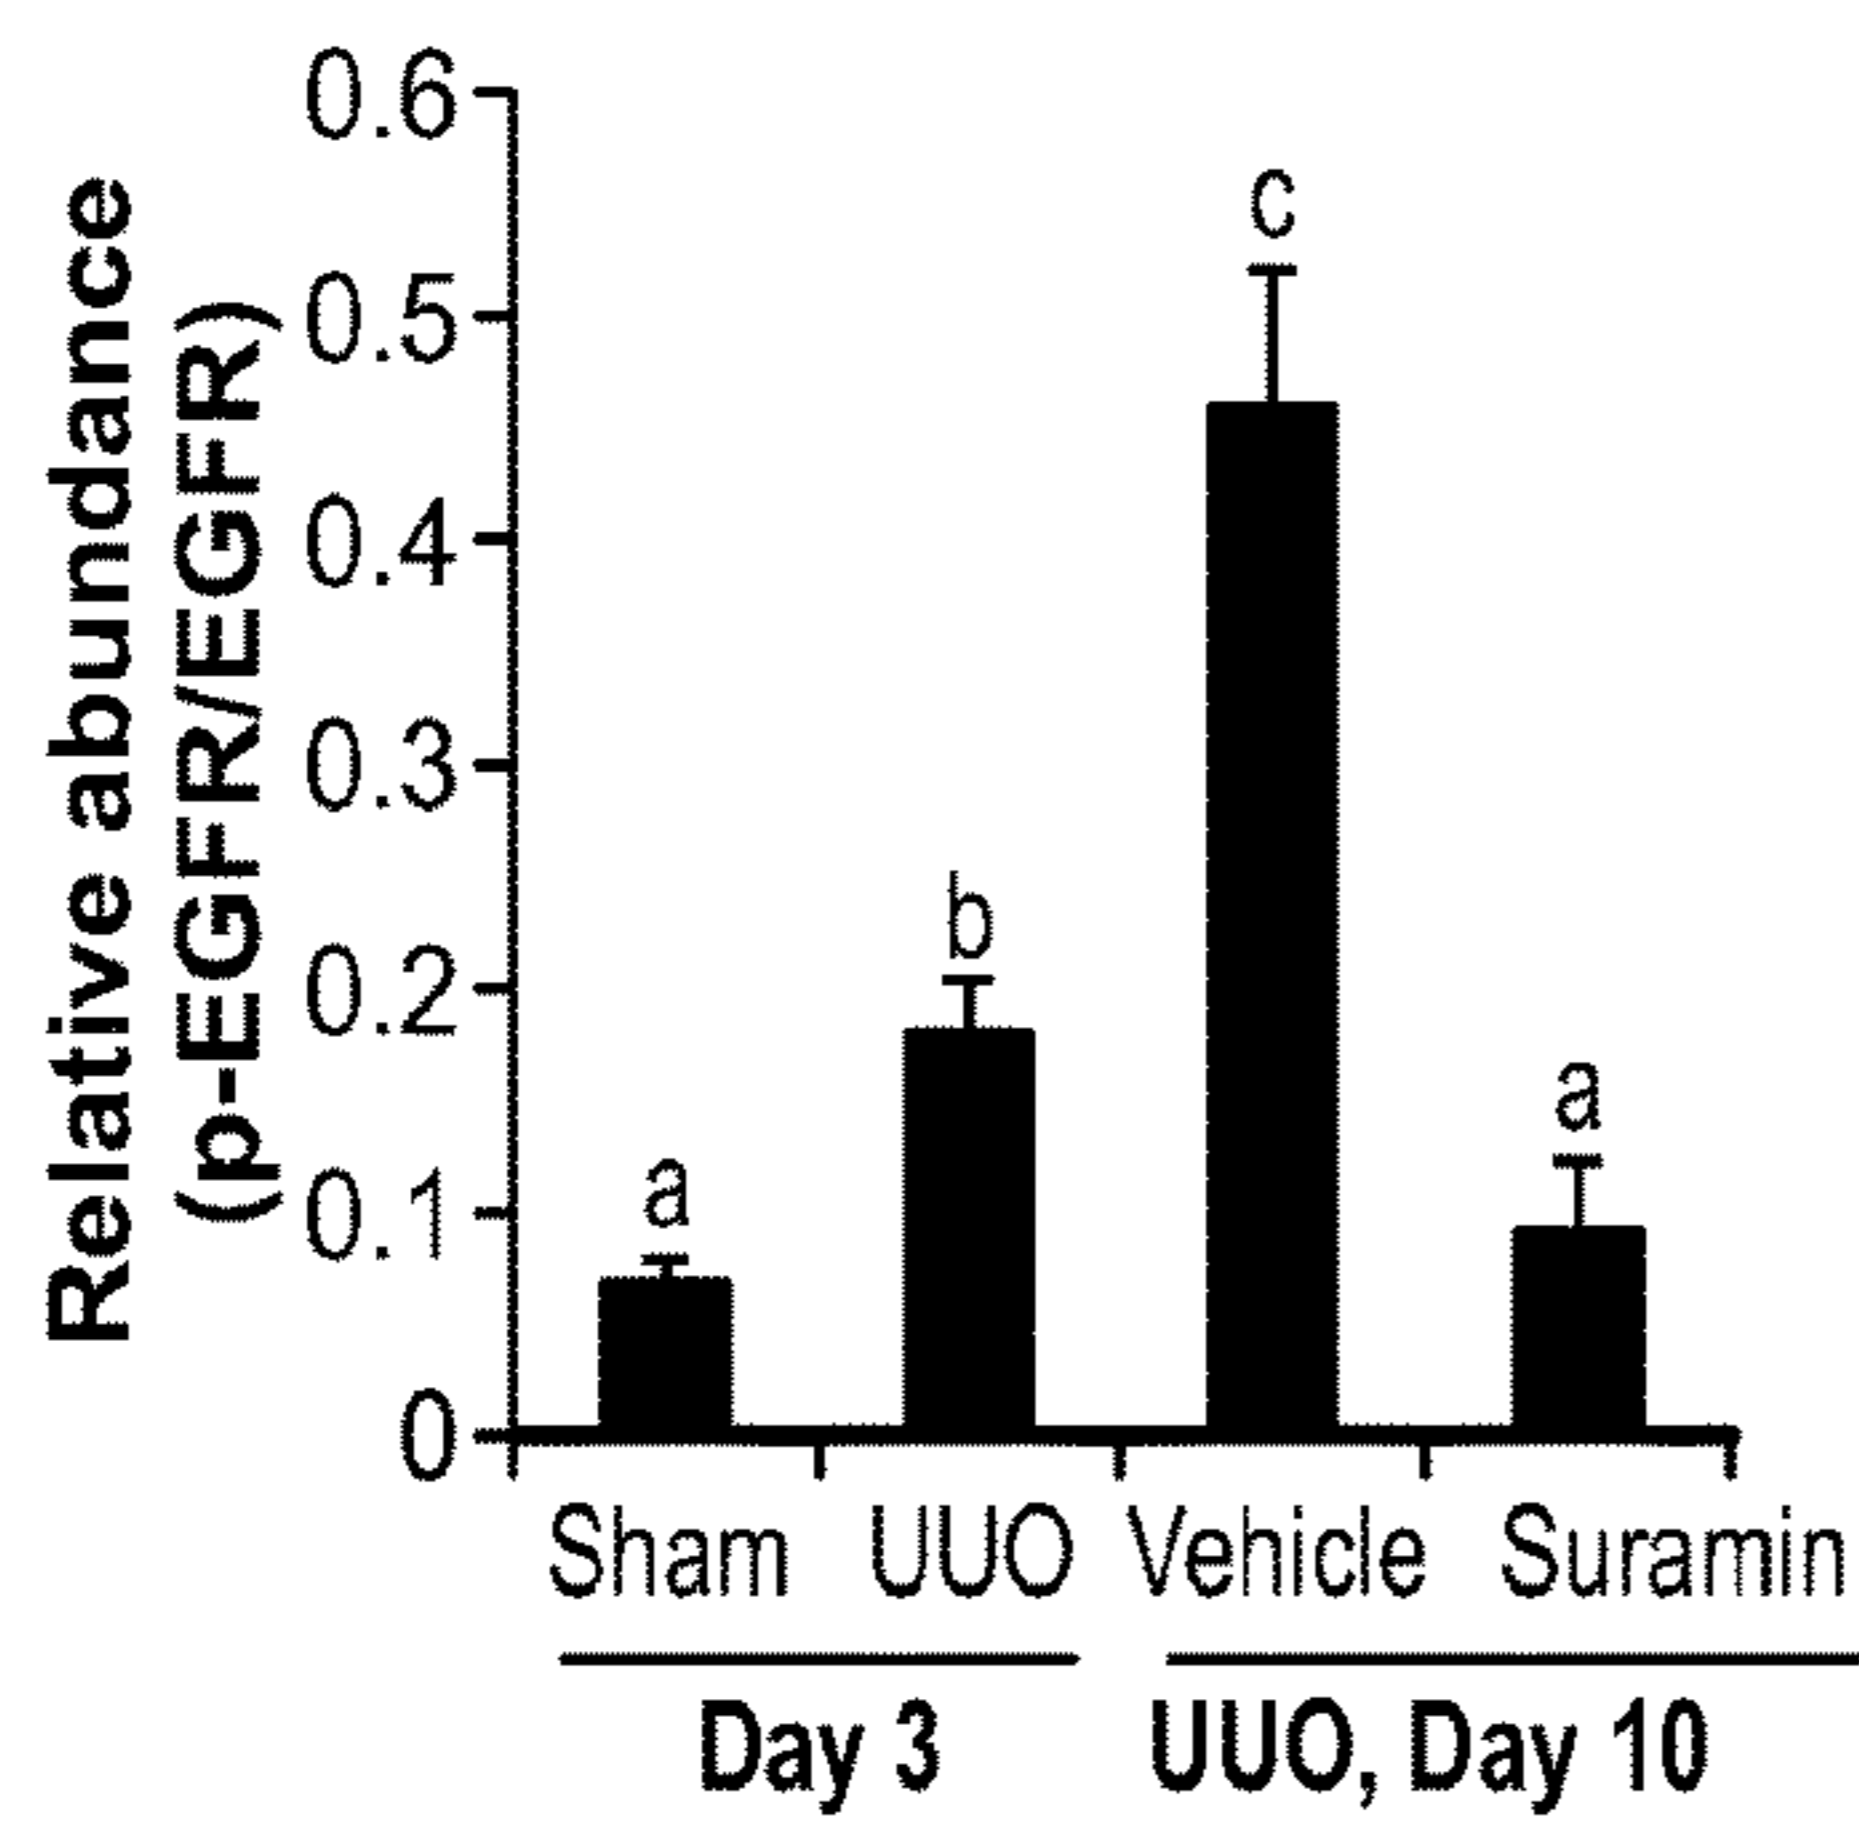 Relative abundance
(p-EGFR/EGFR)
0.6
0.5
0.4
0.3
0.2
0.1
0
a
b
c
a
Sham UUO Vehicle Suramin
Day 3 UUO, Day 10